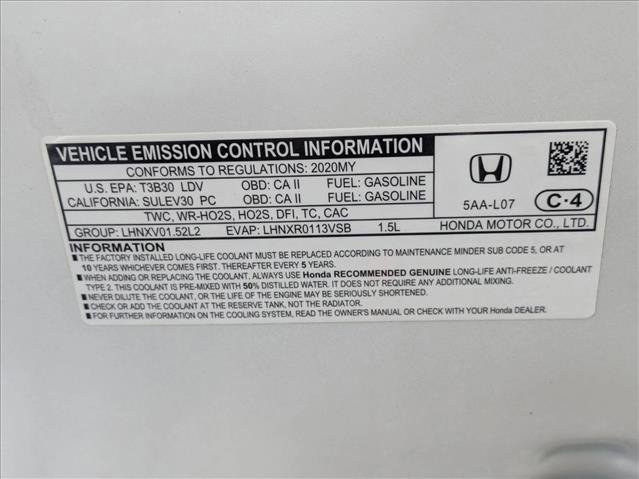 VEHICLE EMISSION CONTROL INFORMATION
CONFORMS TO REGULATIONS: 2020MY
U.S. EPA: T3B30 LDV OBD: CA II FUEL: GASOLINE
CALIFORNIA: SULEV30 PC OBD: CA II FUEL: GASOLINE
TWC, WR-HO2S, HO2S, DFI, TC, CAC
GROUP: LHNXV01.52L2 EVAP: LHNXR0113VSB 1.5L
5AA-L07 C·4
HONDA MOTOR CO., LTD.
INFORMATION
■ THE FACTORY INSTALLED LONG-LIFE COOLANT SHOULD BE REPLACED ACCORDING TO MAINTENANCE MINDER SUB CODE 5, OR AT
10 YEARS WHICHEVER COMES FIRST. THEREAFTER EVERY 5 YEARS.
■ WHEN ADDING OR REPLACING THE COOLANT, ALWAYS USE Honda RECOMMENDED GENUINE LONG-LIFE ANTI-FREEZE / COOLANT
TYPE 2. THIS COOLANT IS PRE-MIXED WITH 50% DISTILLED WATER. IT DOES NOT REQUIRE ANY ADDITIONAL MIXING.
■ NEVER DILUTE THE COOLANT, OR THE LIFE OF THE ENGINE MAY BE SERIOUSLY SHORTENED.
■ CHECK OR ADD COOLANT AT THE RESERVE TANK, NOT THE RADIATOR.
■ FOR FURTHER INFORMATION ON THE COOLING SYSTEM, READ THE OWNER'S MANUAL OR CHECK WITH YOUR Honda DEALER.